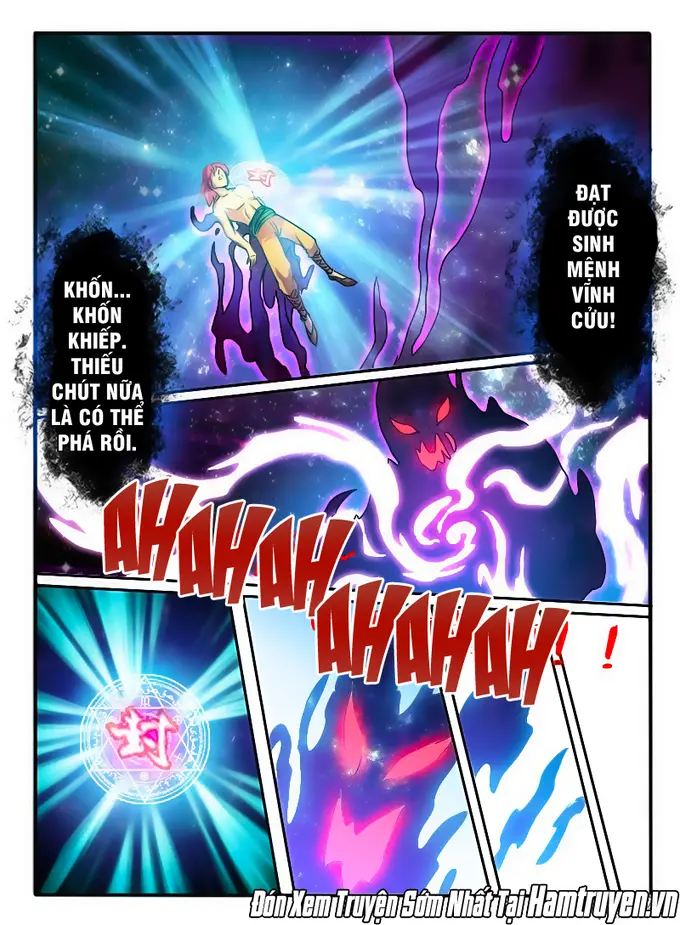 封
ĐẠT
ĐƯỢC
SINH
MỆNH
VĨNH
CỬU!
KHỐN...
KHỐN
KHIẾP.
THIẾU
CHÚT NỮA
LÀ CÓ THỂ
PHÁ RỒI.
AHAHAH
AHAHAH!!
封
Đón Xem Truyện Sớm Nhất Tại Hamtruyen.vn